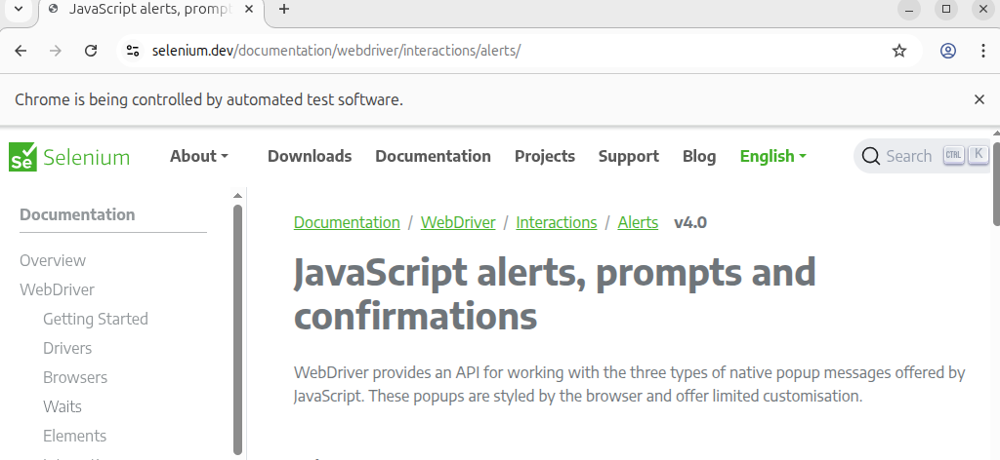 JavaScript alerts, prompt
selenium.dev/documentation/webdriver/interactions/alerts/
Chrome is being controlled by automated test software.
Se Selenium About Downloads Documentation Projects Support Blog English Search CTRL K
Documentation
Overview
WebDriver
Getting Started
Drivers
Browsers
Waits
Elements
Documentation / WebDriver / Interactions / Alerts v4.0
JavaScript alerts, prompts and
confirmations
WebDriver provides an API for working with the three types of native popup messages offered by
JavaScript. These popups are styled by the browser and offer limited customisation.